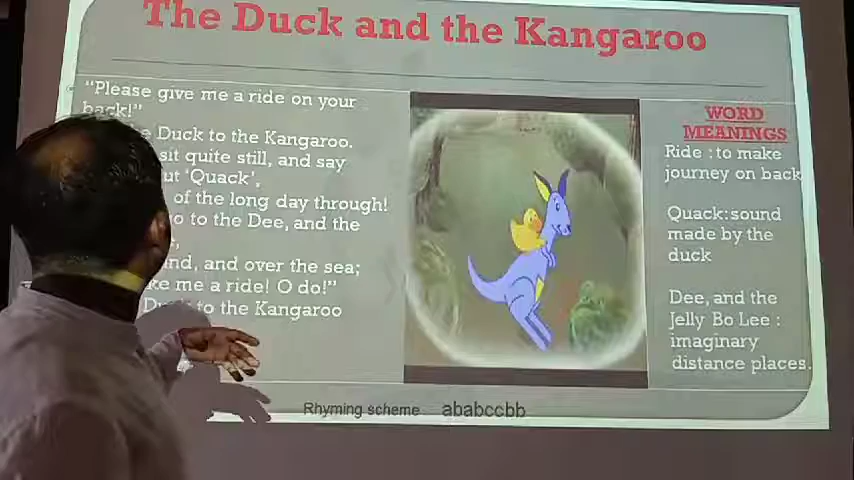 The Duck and the Kangaroo
"Please give me a ride on your
back!"
Duck to the Kangaroo.
sit quite still, and say
'Quack',
of the long day through!
to the Dee, and the
and over the sea;
me a ride! O do!"
to the Kangaroo
WORD
MEANINGS
Ride : to make
journey on back
Quack: sound
made by the
duck
Dee, and the
Jelly Bo Lee :
imaginary
distance places.
Rhyming scheme ababccbb